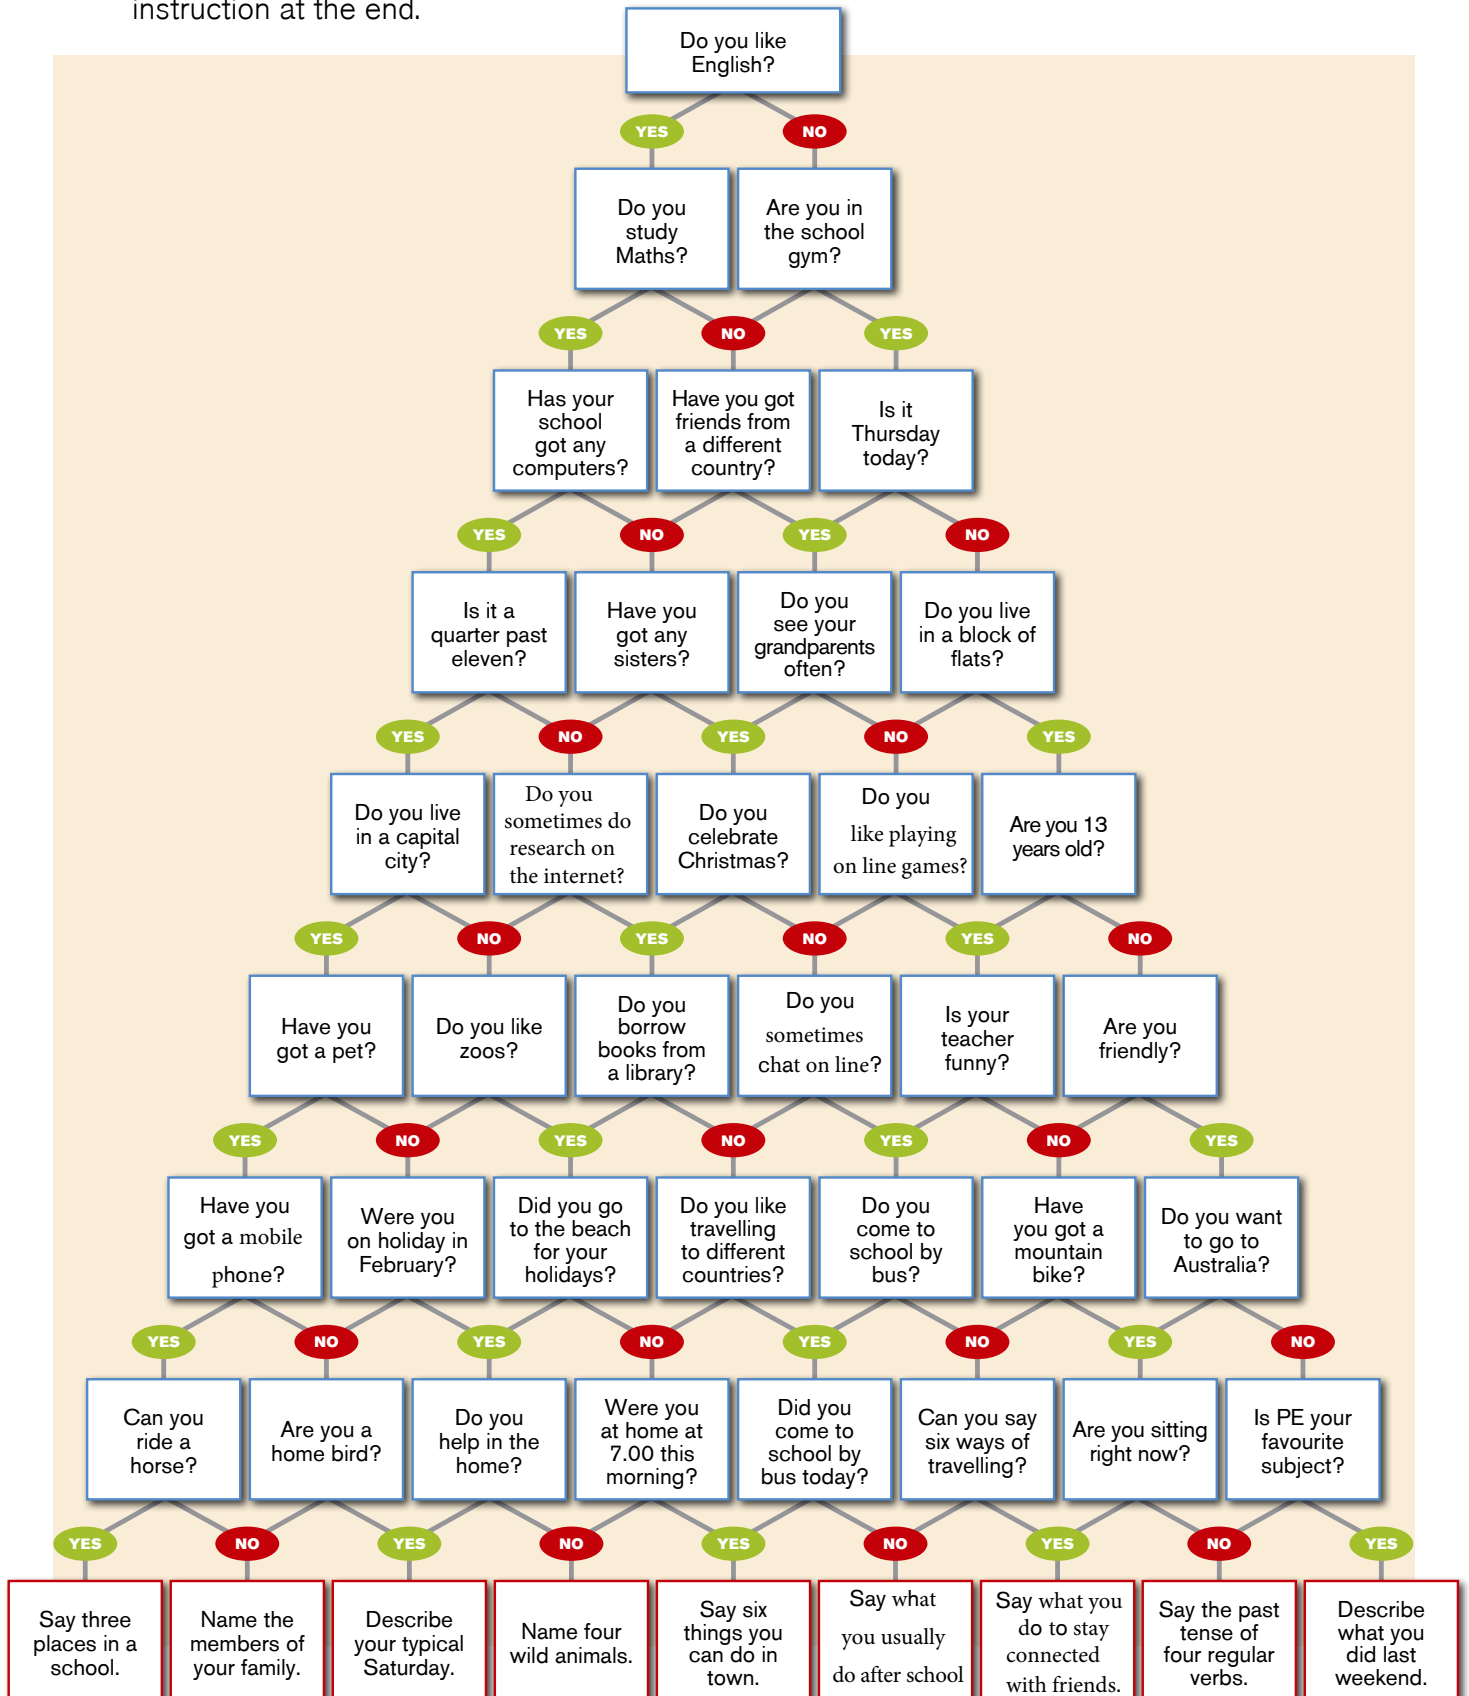 instruction at the end.
Do you like
English?
YES
NO
Do you
study
Maths?
Are you in
the school
gym?
YES
NO
YES
Has your
school
got any
computers?
Have you got
friends from
a different
country?
Is it
Thursday
today?
YES
NO
YES
NO
Is it a
quarter past
eleven?
Have you
got any
sisters?
Do you
see your
grandparents
often?
Do you live
in a block of
flats?
YES
NO
YES
NO
YES
Do you live
in a capital
city?
Do you
sometimes do
research on
the internet?
Do you
celebrate
Christmas?
Do you
like playing
on line games?
Are you 13
years old?
YES
NO
YES
NO
YES
NO
Have you
got a pet?
Do you like
zoos?
Do you
borrow
books from
a library?
Do you
sometimes
chat on line?
Is your
teacher
funny?
Are you
friendly?
YES
NO
YES
NO
YES
NO
YES
Have you
got a mobile
phone?
Were you
on holiday in
February?
Did you go
to the beach
for your
holidays?
Do you like
travelling
to different
countries?
Do you
come to
school by
bus?
Have
you got a
mountain
bike?
Do you want
to go to
Australia?
YES
NO
YES
NO
YES
NO
YES
NO
Can you
ride a
horse?
Are you a
home bird?
Do you
help in the
home?
Were you
at home at
7.00 this
morning?
Did you
come to
school by
bus today?
Can you say
six ways of
travelling?
Are you sitting
right now?
Is PE your
favourite
subject?
YES
NO
YES
NO
YES
NO
YES
NO
YES
Say three
places in a
school.
Name the
members of
your family.
Describe
your typical
Saturday.
Name four
wild animals.
Say six
things you
can do in
town.
Say what
you usually
do after school
Say what you
do to stay
connected
with friends.
Say the past
tense of
four regular
verbs.
Describe
what you
did last
weekend.